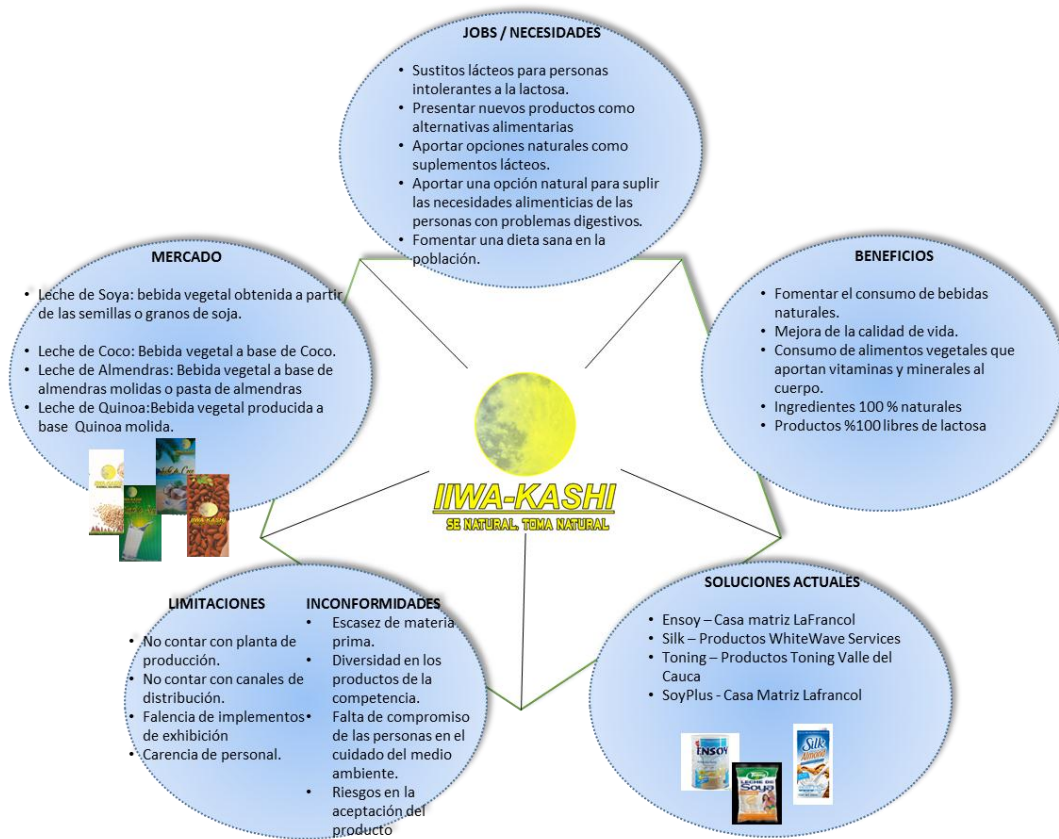 JOBS / NECESIDADES
• Sustitos lácteos para personas
intolerantes a la lactosa.
• Presentar nuevos productos como
alternativas alimentarias
• Aportar opciones naturales como
suplementos lácteos.
• Aportar una opción natural para suplir
las necesidades alimenticias de las
personas con problemas digestivos.
• Fomentar una dieta sana en la
población.
MERCADO
• Leche de Soya: bebida vegetal obtenida a partir
de las semillas o granos de soja.
• Leche de Coco: Bebida vegetal a base de Coco.
• Leche de Almendras: Bebida vegetal a base de
almendras molidas o pasta de almendras
• Leche de Quinoa:Bebida vegetal producida a
base Quinoa molida.
IIWA-KASHI
BENEFICIOS
• Fomentar el consumo de bebidas
naturales.
• Mejora de la calidad de vida.
• Consumo de alimentos vegetales que
aportan vitaminas y minerales al
cuerpo.
• Ingredientes 100 % naturales
• Productos %100 libres de lactosa
IIWA-KASHI
SE NATURAL, TOMA NATURAL
LIMITACIONES
• No contar con planta de
producción.
• No contar con canales de
distribución.
• Falencia de implementos
de exhibición
• Carencia de personal.
INCONFORMIDADES
• Escasez de materia
prima.
• Diversidad en los
productos de la
competencia.
• Falta de compromiso
de las personas en el
cuidado del medio
ambiente.
• Riesgos en la
aceptación del
producto
SOLUCIONES ACTUALES
• Ensoy – Casa matriz LaFrancol
• Silk – Productos WhiteWave Services
• Toning – Productos Toning Valle del
Cauca
• SoyPlus - Casa Matriz Lafrancol
ENSOY
LECHE DE
Soya
Silk
Almond